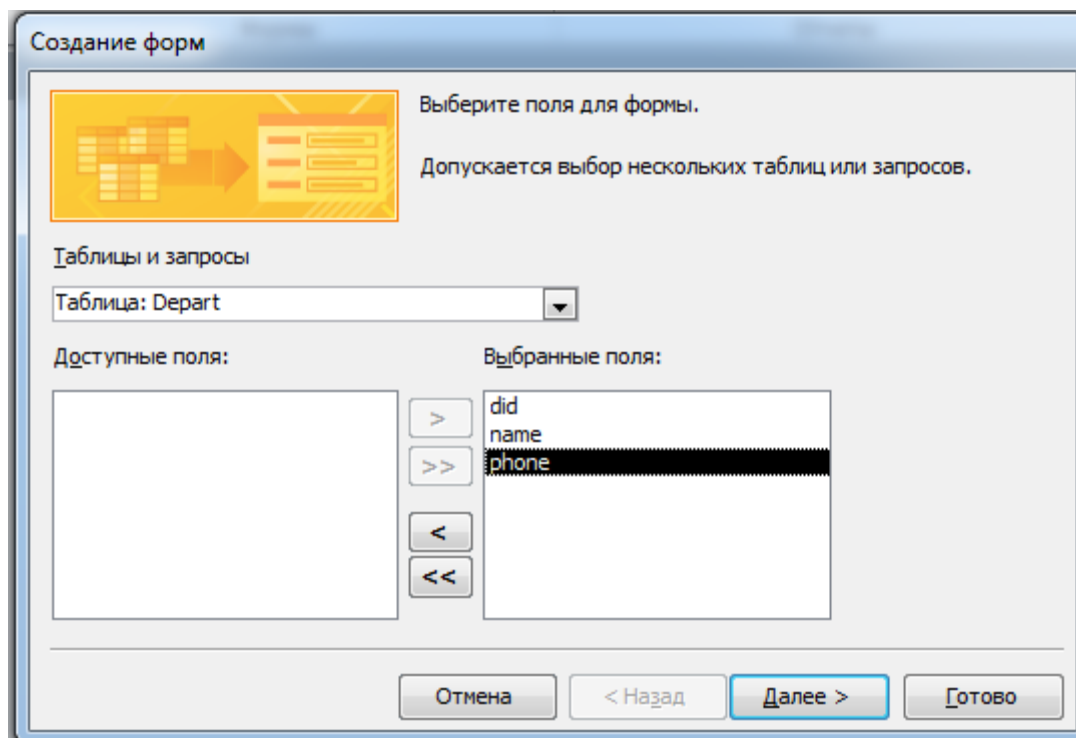 Создание форм
Выберите поля для формы.
Допускается выбор нескольких таблиц или запросов.
Таблицы и запросы
Таблица: Depart
Доступные поля:
Выбранные поля:
>
>>
<
<<
did
name
phone
Отмена
< Назад
Далее >
Готово